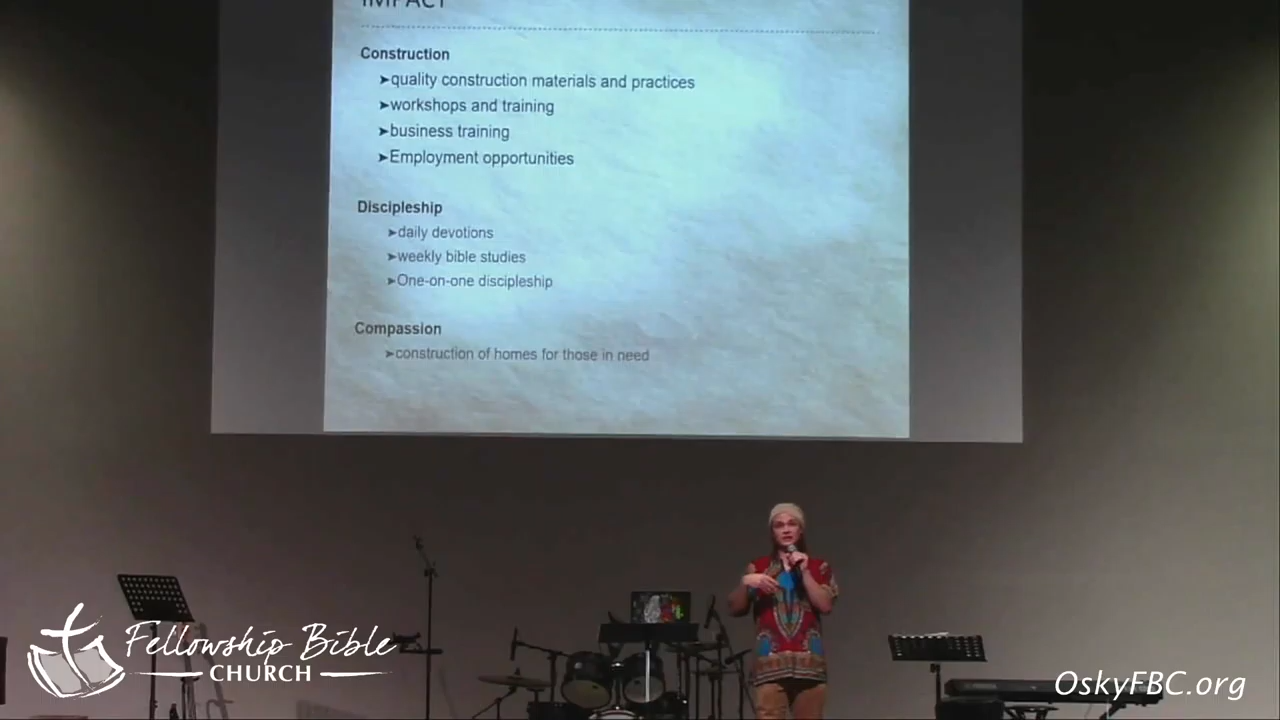 IMPACT
Construction
➤quality construction materials and practices
➤workshops and training
➤business training
➤Employment opportunities
Discipleship
➤daily devotions
➤weekly bible studies
➤One-on-one discipleship
Compassion
➤construction of homes for those in need
Fellowship Bible
CHURCH
OskyFBC.org